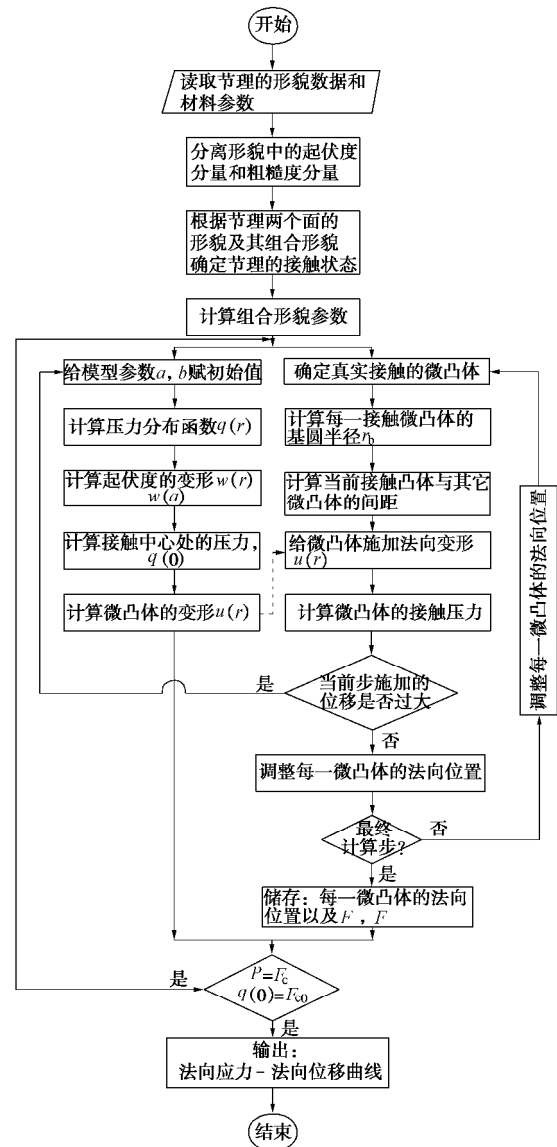 开始
读取节理的形貌数据和
材料参数
分离形貌中的起伏度
分量和粗糙度分量
根据节理两个面的
形貌及其组合形貌
确定节理的接触状态
计算组合形貌参数
给模型参数a, b赋初始值
计算压力分布函数q(r)
计算起伏度的变形w(r)
w(a)
计算接触中心处的压力,
q(0)
计算微凸体的变形u(r)
确定真实接触的微凸体
计算每一接触微凸体的
基圆半径r₀
计算当前接触凸体与其它
微凸体的间距
给微凸体施加法向变形
u(r)
计算微凸体的接触压力
当前步施加的
位移是否过大
是
否
调整每一微凸体的法向位置
最终
计算步?
否
是
调整每一微凸体的法向位置
储存: 每一微凸体的法向
位置以及F, F
P=Fc
q(0)=Fc0
是
是
输出:
法向应力-法向位移曲线
结束